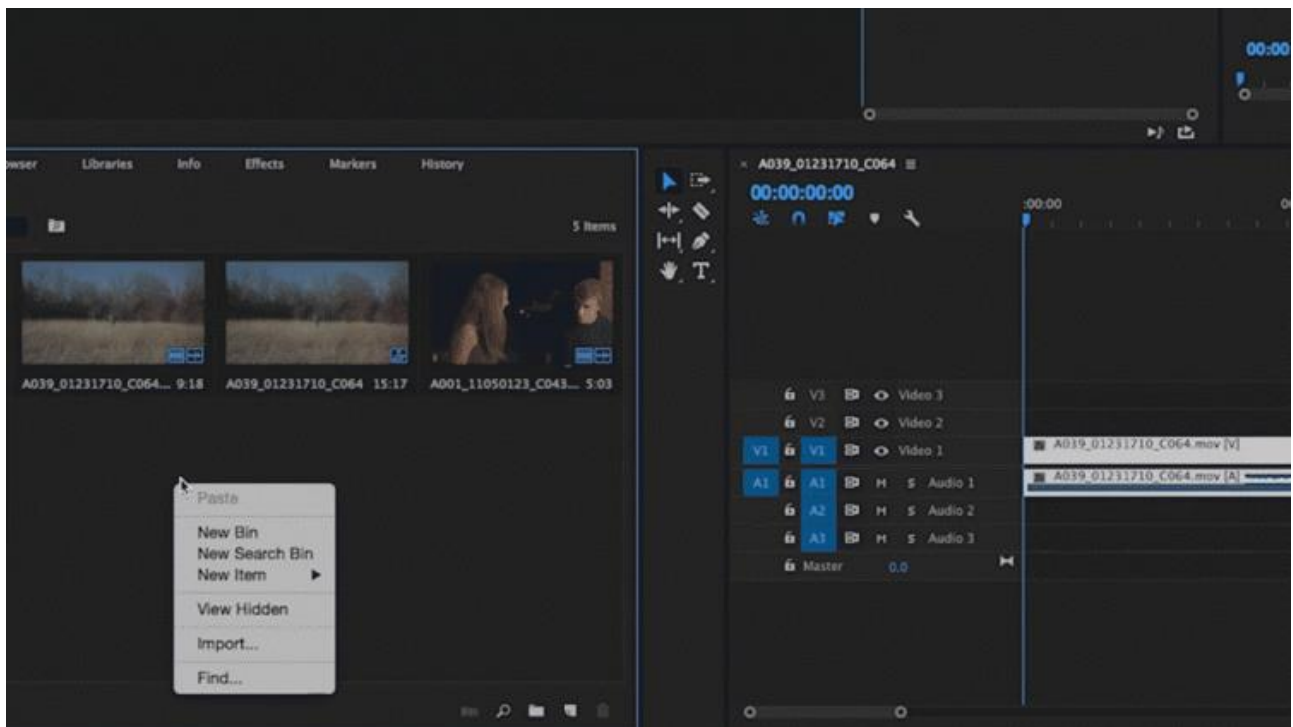 00:00
owser Libraries Info Effects Markers History
5 Items
A039_01231710_C064... 9:18
A039_01231710_C064 15:17
A001_11050123_C043... 5:03
Paste
New Bin
New Search Bin
New Item
View Hidden
Import...
Find...
T
× A039_01231710_C064
00:00:00:00
:00:00
V3 Video 3
V2 Video 2
V1 V1 Video 1
A039_01231710_C064.mov [V]
A1 A1 M S Audio 1
A039_01231710_C064.mov [A]
A2 M S Audio 2
A3 M S Audio 3
Master 0.0